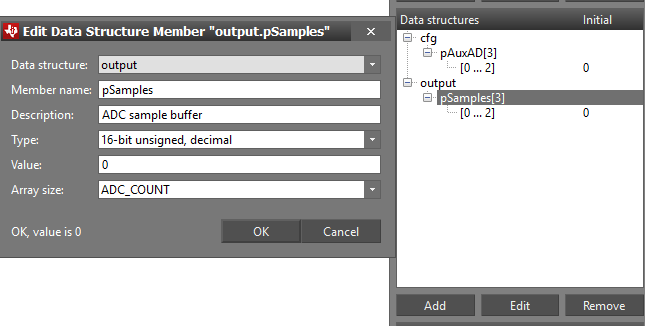 Edit Data Structure Member "output.pSamples"
Data structure: output
Member name: pSamples
Description: ADC sample buffer
Type: 16-bit unsigned, decimal
Value: 0
Array size: ADC_COUNT
OK, value is 0 OK Cancel
Data structures Initial
cfg
pAuxAD[3]
[0 ... 2] 0
output
pSamples[3]
[0 ... 2] 0
Add Edit Remove